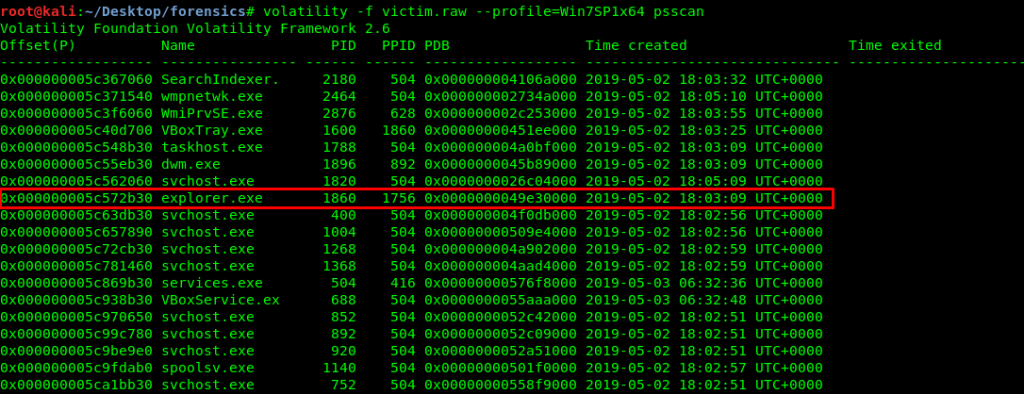 root@kali:~/Desktop/forensics# volatility -f victim.raw --profile=Win7SP1x64 psscan
Volatility Foundation Volatility Framework 2.6
Offset(P)          Name                PID   PPID PDB                Time created                   Time exited
------------------ ---------------- ------ ------ ------------------ ------------------------------ ---------------------
0x000000005c367060 SearchIndexer.     2180    504 0x000000004106a000 2019-05-02 18:03:32 UTC+0000
0x000000005c371540 wmpnetwk.exe       2464    504 0x000000002734a000 2019-05-02 18:05:10 UTC+0000
0x000000005c3f6060 WmiPrvSE.exe       2876    628 0x000000002c253000 2019-05-02 18:03:55 UTC+0000
0x000000005c40d700 VBoxTray.exe       1600   1860 0x00000000451ee000 2019-05-02 18:03:25 UTC+0000
0x000000005c548b30 taskhost.exe       1788    504 0x000000004a0bf000 2019-05-02 18:03:09 UTC+0000
0x000000005c55eb30 dwm.exe            1896    892 0x0000000045b89000 2019-05-02 18:03:09 UTC+0000
0x000000005c562060 svchost.exe        1820    504 0x0000000026c04000 2019-05-02 18:05:09 UTC+0000
0x000000005c572b30 explorer.exe       1860   1756 0x0000000049e30000 2019-05-02 18:03:09 UTC+0000
0x000000005c63db30 svchost.exe         400    504 0x000000004f0db000 2019-05-02 18:02:56 UTC+0000
0x000000005c657890 svchost.exe        1004    504 0x00000000509e4000 2019-05-02 18:02:56 UTC+0000
0x000000005c72cb30 svchost.exe        1268    504 0x000000004a902000 2019-05-02 18:02:59 UTC+0000
0x000000005c781460 svchost.exe        1368    504 0x000000004aad4000 2019-05-02 18:02:59 UTC+0000
0x000000005c869b30 services.exe        504    416 0x00000000576f8000 2019-05-03 06:32:36 UTC+0000
0x000000005c938b30 VBoxService.ex      688    504 0x0000000055aaa000 2019-05-03 06:32:48 UTC+0000
0x000000005c970650 svchost.exe         852    504 0x0000000052c42000 2019-05-02 18:02:51 UTC+0000
0x000000005c99c780 svchost.exe         892    504 0x0000000052c09000 2019-05-02 18:02:51 UTC+0000
0x000000005c9be9e0 svchost.exe         920    504 0x0000000052a51000 2019-05-02 18:02:51 UTC+0000
0x000000005c9fdab0 spoolsv.exe        1140    504 0x00000000501f0000 2019-05-02 18:02:57 UTC+0000
0x000000005ca1bb30 svchost.exe         752    504 0x00000000558f9000 2019-05-02 18:02:51 UTC+0000